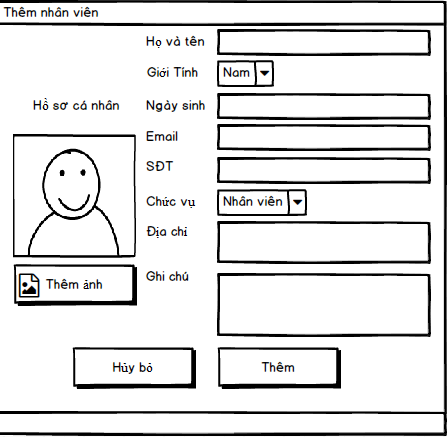 Thêm nhân viên
Họ và tên
Giới Tính
Nam
Hồ sơ cá nhân
Ngày sinh
Email
SĐT
Chức vụ
Nhân viên
Địa chỉ
Ghi chú
Thêm ảnh
Hủy bỏ
Thêm